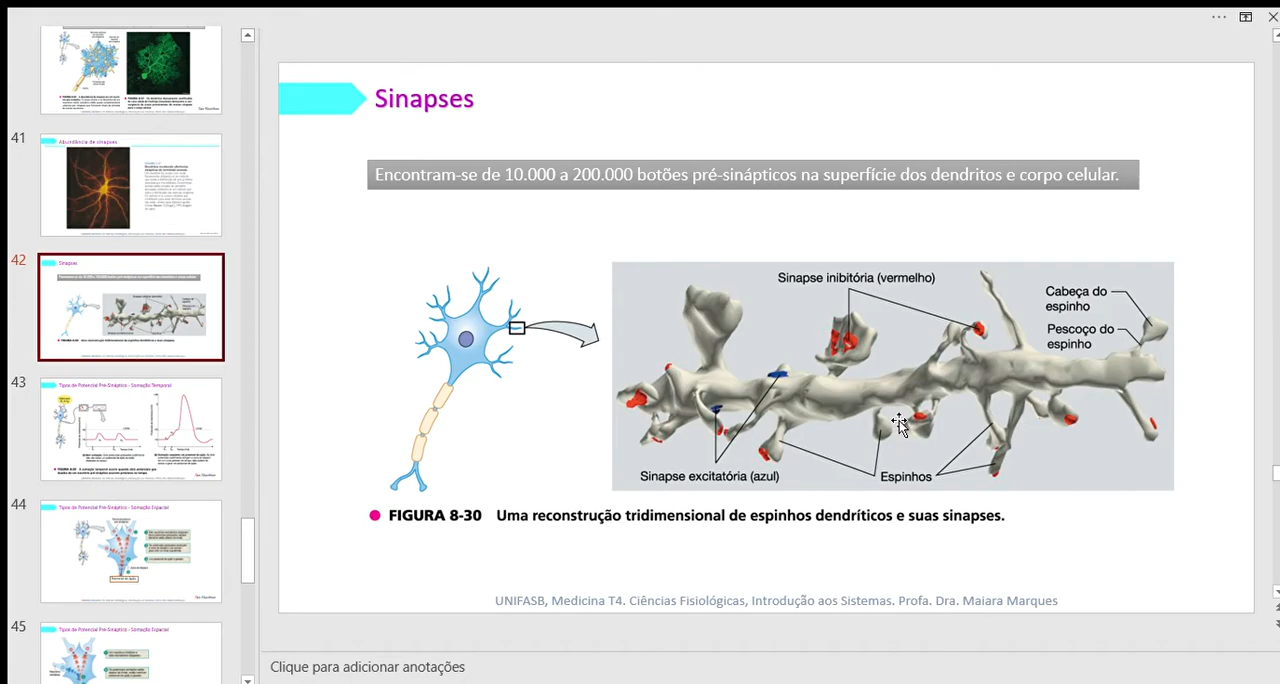 41
Abundância de sinapses
42
Sinapses
43
Tipos de Potencial Pré-Sináptico - Somação Temporal
44
Tipos de Potencial Pré-Sináptico - Somação Espacial
45
Tipos de Potencial Pré-Sináptico - Somação Espacial
Sinapses
Encontram-se de 10.000 a 200.000 botões pré-sinápticos na superfície dos dendritos e corpo celular.
Sinapse inibitória (vermelho)
Cabeça do
espinho
Pescoço do
espinho
Sinapse excitatória (azul)
Espinhos
FIGURA 8-30 Uma reconstrução tridimensional de espinhos dendríticos e suas sinapses.
UNIFASB, Medicina T4. Ciências Fisiológicas, Introdução aos Sistemas. Profa. Dra. Maiara Marques
Clique para adicionar anotações